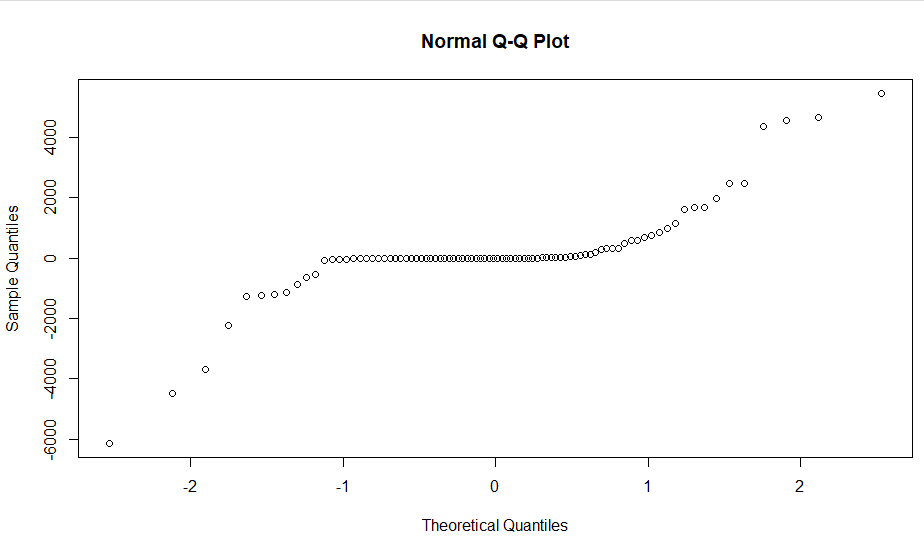 Normal Q-Q Plot
Sample Quantiles
4000
2000
0
-2000
-4000
-6000
-2 -1 0 1 2
Theoretical Quantiles